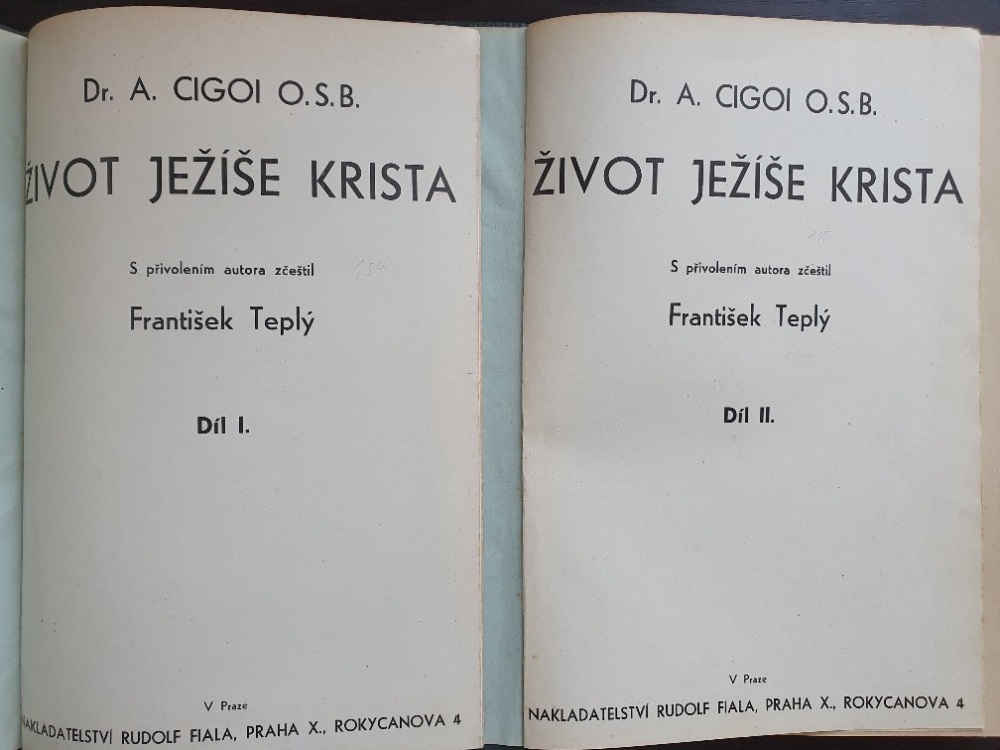 Dr. A. CIGOI O.S.B.
ŽIVOT JEŽÍŠE KRISTA
S přivolením autora zčeštil
František Teplý
Díl I.
V Praze
NAKLADATELSTVÍ RUDOLF FIALA, PRAHA X., ROKYCANOVA 4
Dr. A. CIGOI O.S.B.
ŽIVOT JEŽÍŠE KRISTA
S přivolením autora zčeštil
František Teplý
Díl II.
V Praze
NAKLADATELSTVÍ RUDOLF FIALA, PRAHA X., ROKYCANOVA 4